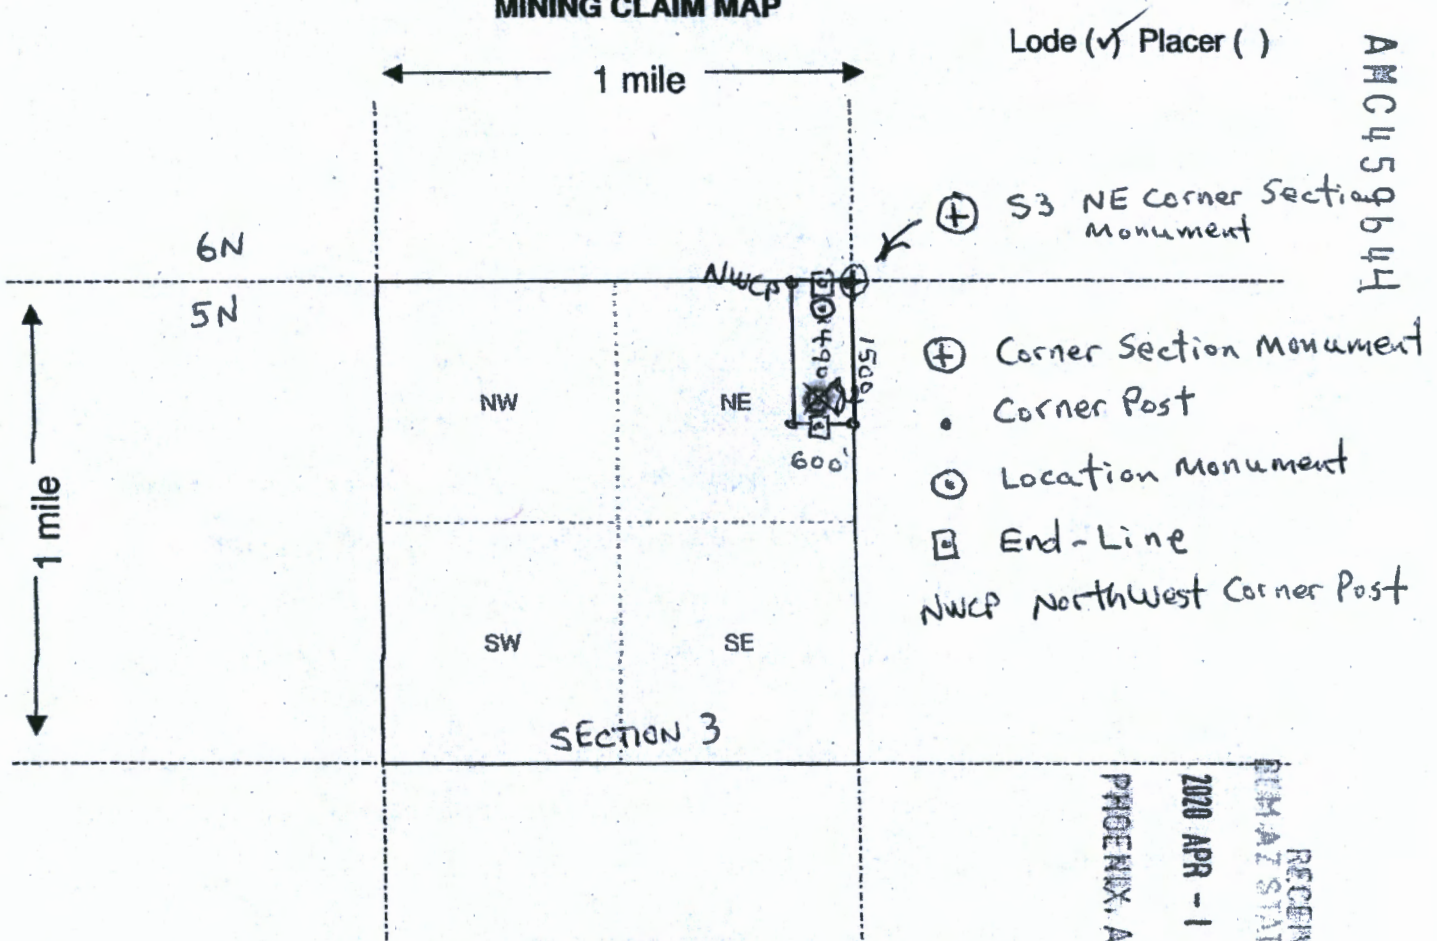 MINING CLAIM MAP
Lode (✓) Placer ( )
1 mile
AMC459644
S3 NE Corner Section
Monument
6N
NWCP
5N
1490'
1500'
Corner Section Monument
NW
NE
Corner Post
600'
Location Monument
1 mile
End-Line
NWCP NorthWest Corner Post
SW
SE
SECTION 3
2020 APR -1
PHOENIX, A